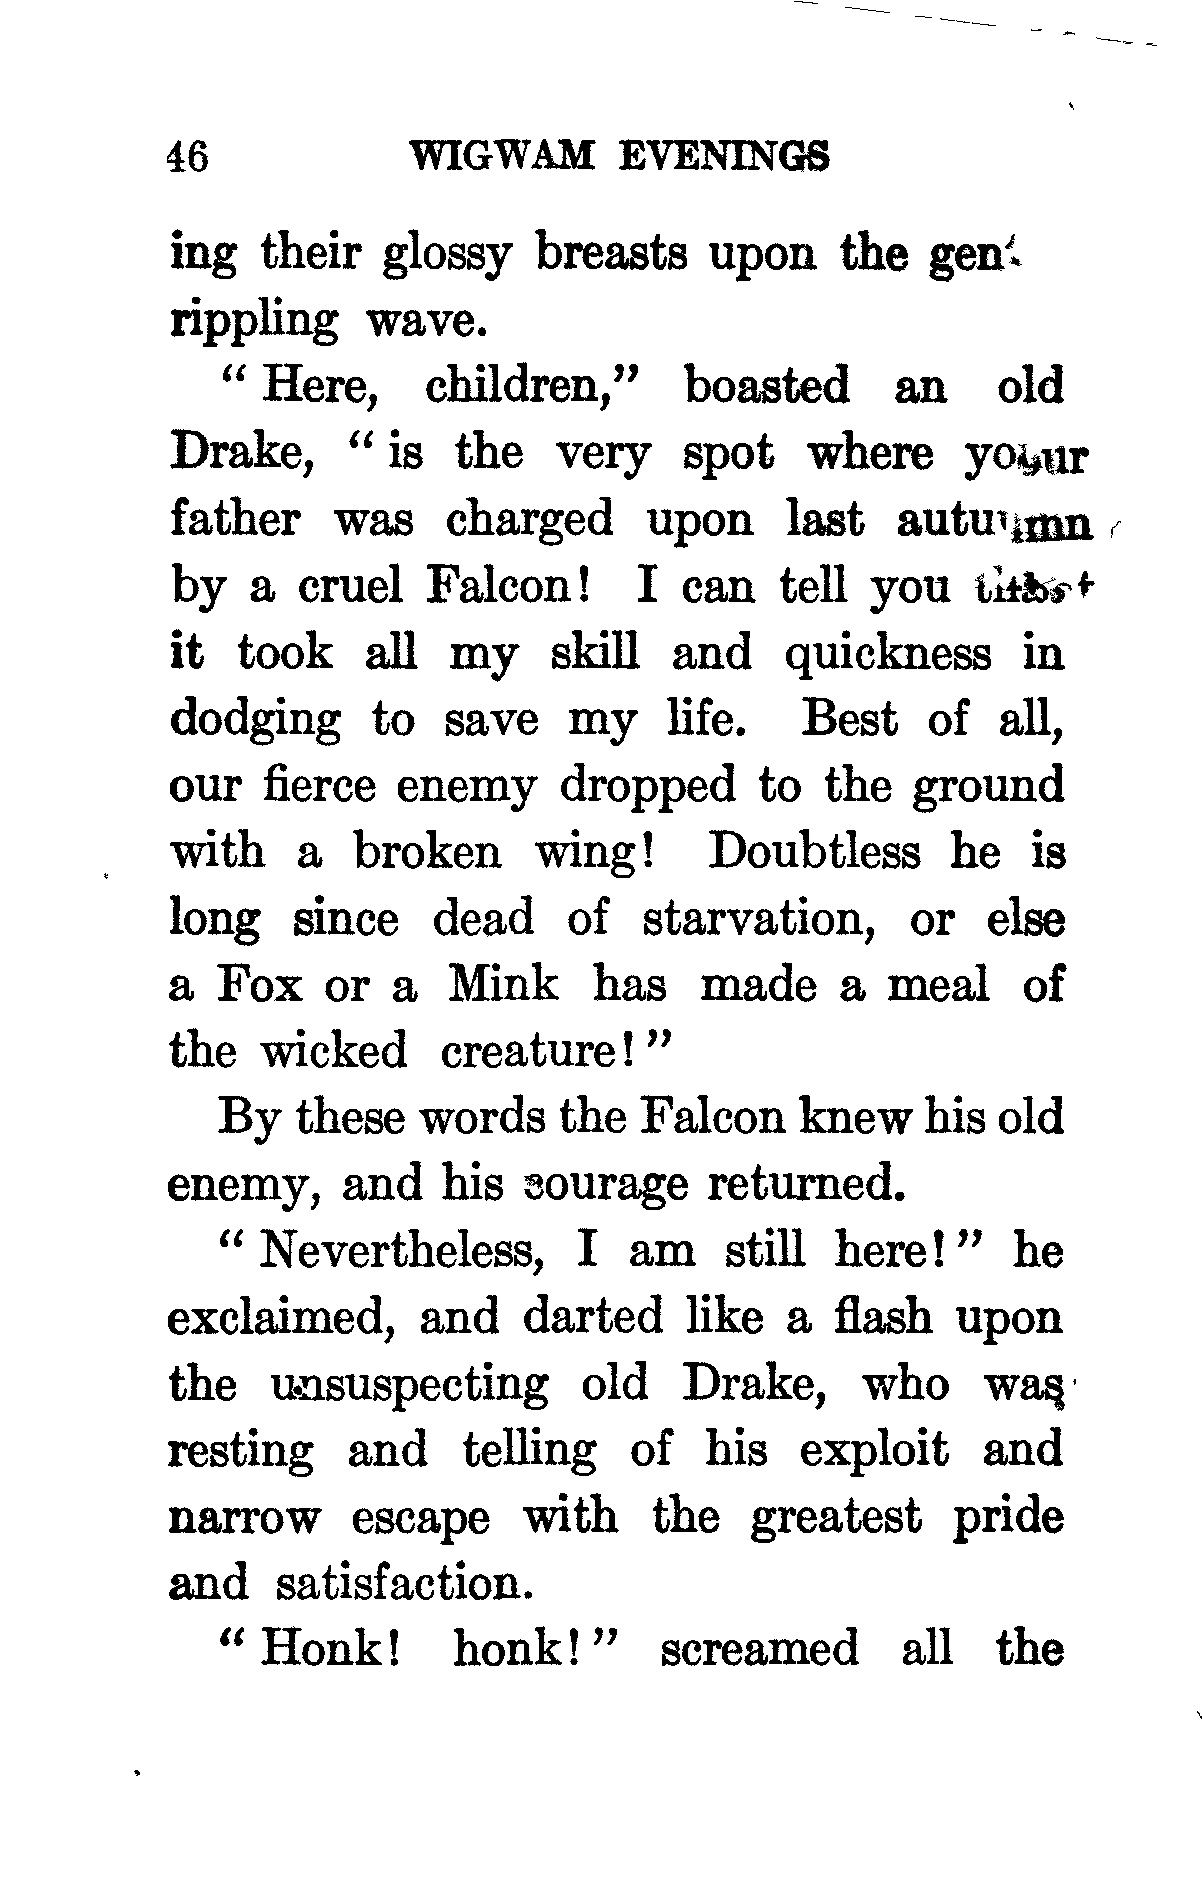 46 WIGWAM EVENINGS
ing their glossy breasts upon the
rippling wave.
“ Here, children,” boasted an old
Drake, “ is the very spot where your
father was charged upon last autumn
by a cruel Falcon! I can tell you that
it took all my skill and quickness in
dodging to save my life. Best of all,
our fierce enemy dropped to the ground
with a broken wing! Doubtless he is
long since dead of starvation, or else
a Fox or a Mink has made a meal of
the wicked creature! ”
By these words the Falcon knew his old
enemy, and his courage returned.
“ Nevertheless, I am still here! ” he
exclaimed, and darted like a flash upon
the unsuspecting old Drake, who was
resting and telling of his exploit and
narrow escape with the greatest pride
and satisfaction.
“ Honk! honk! ” screamed all the